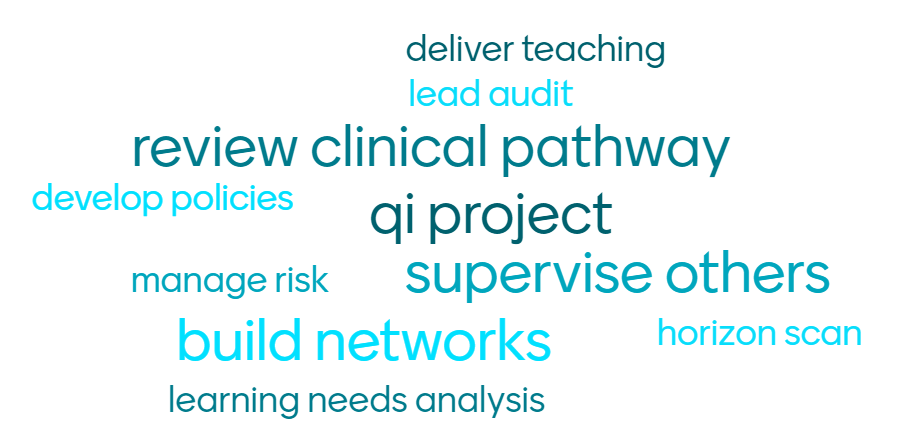 deliver teaching
lead audit
review clinical pathway
develop policies
qi project
supervise others
manage risk
build networks
horizon scan
learning needs analysis